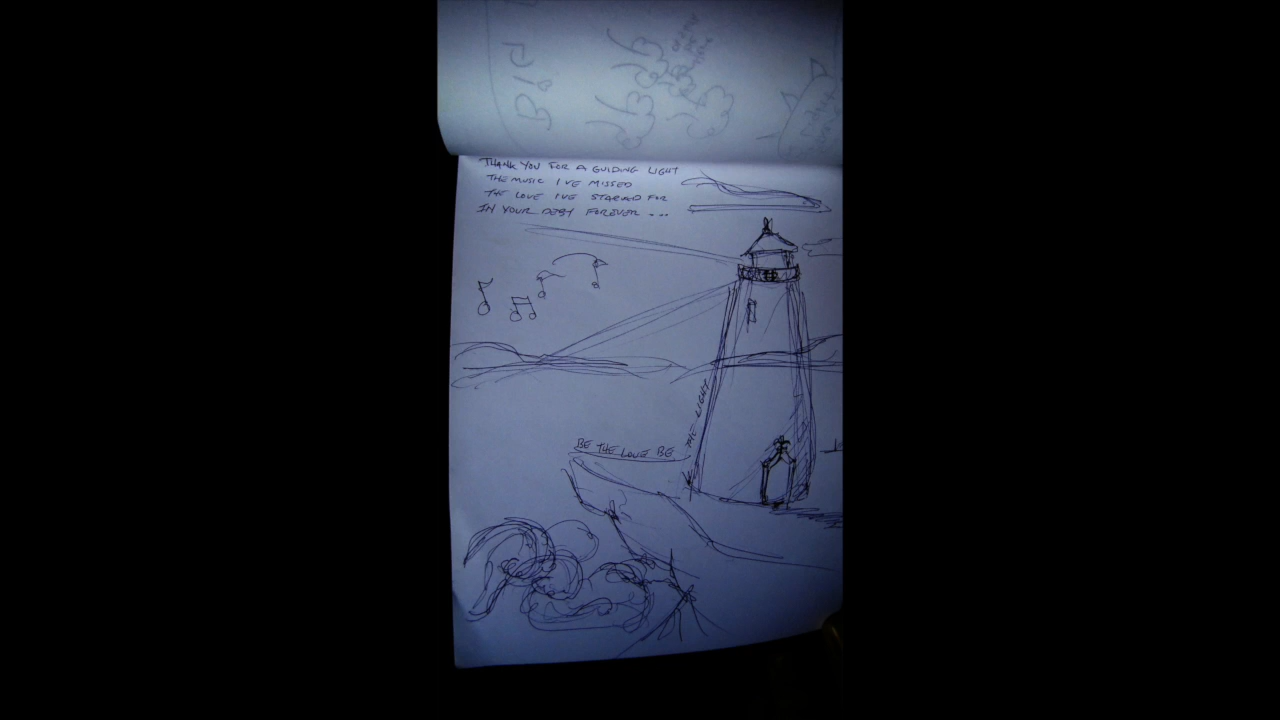 THANK YOU FOR A GUIDING LIGHT
THE MUSIC I'VE MISSED
THE LOVE I'VE STARVED FOR
IN YOUR DEBT FOREVER ...
BE THE LOVE BE
THE LIGHT